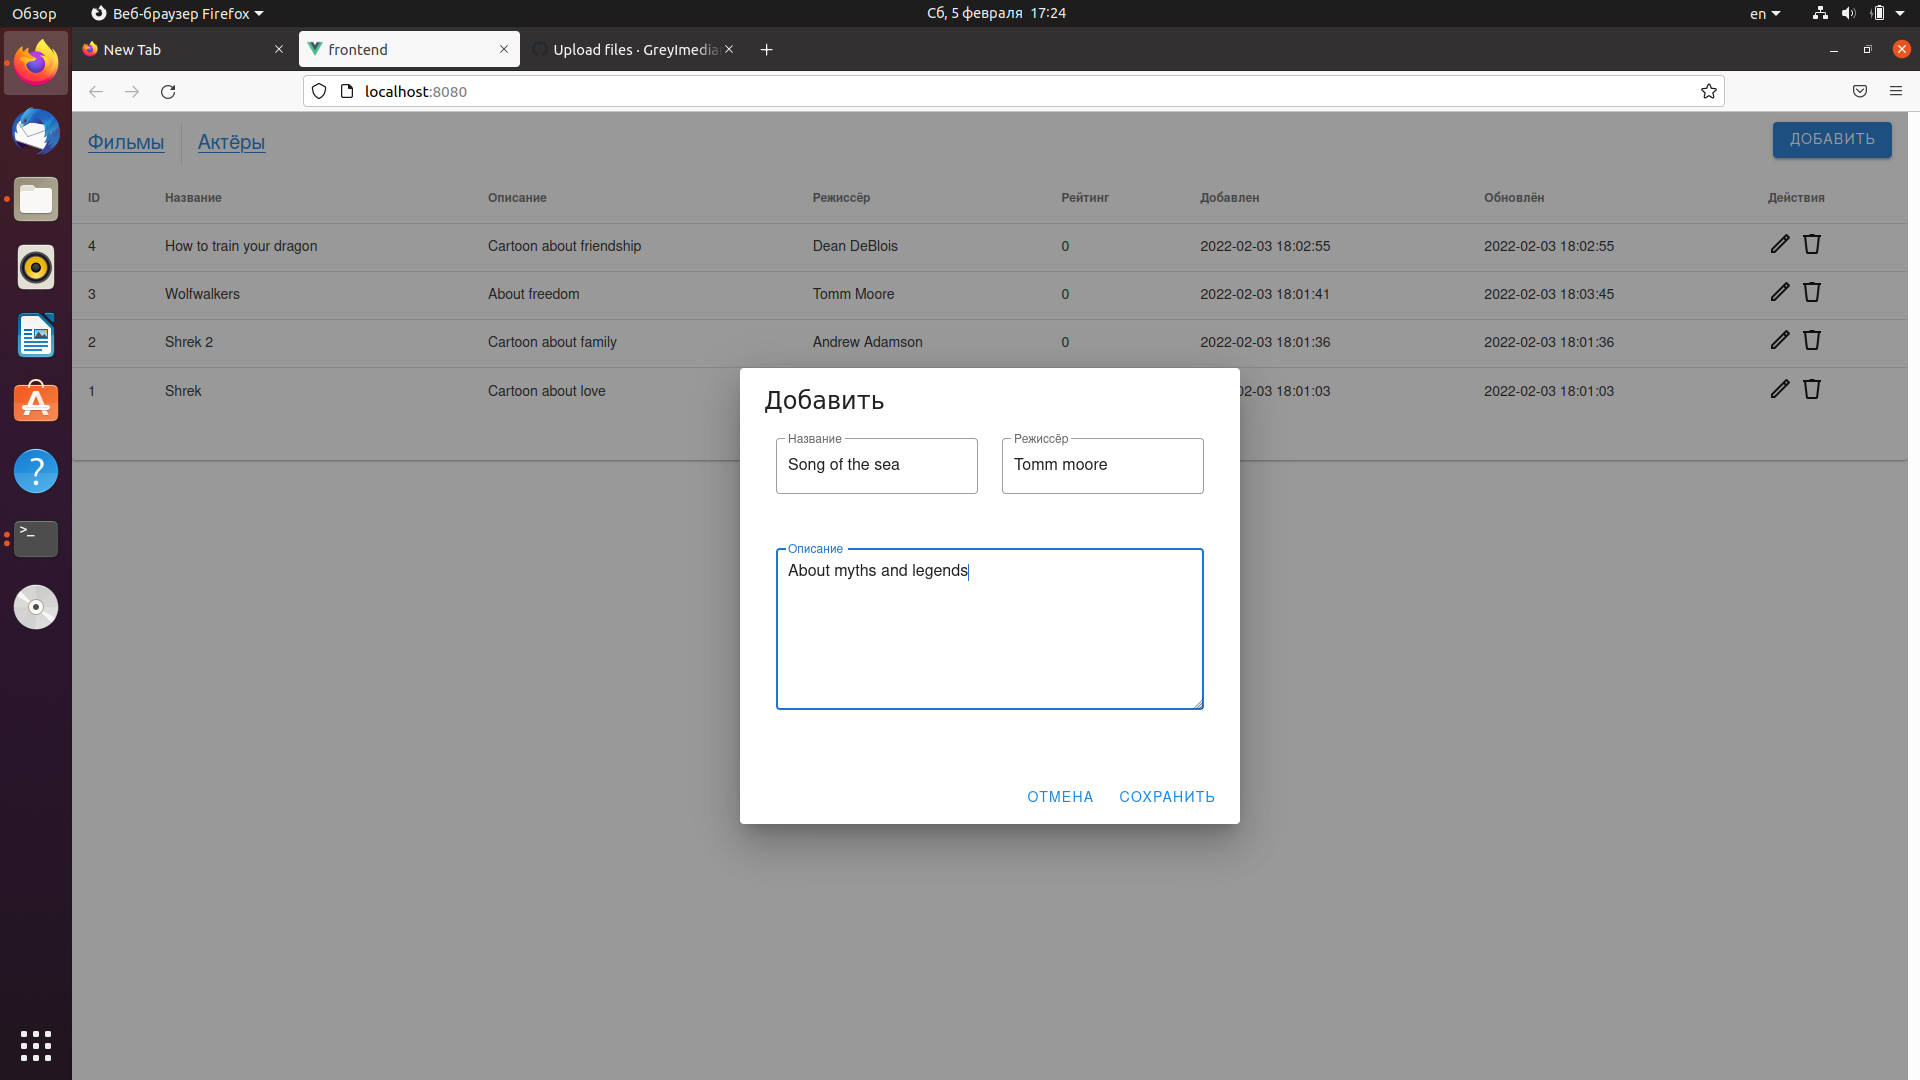 Обзор Веб-браузер Firefox Сб, 5 февраля 17:24 en
New Tab frontend Upload files · GreyImedia
localhost:8080
Фильмы Актёры ДОБАВИТЬ
ID Название Описание Режиссёр Рейтинг Добавлен Обновлён Действия
4 How to train your dragon Cartoon about friendship Dean DeBlois 0 2022-02-03 18:02:55 2022-02-03 18:02:55
3 Wolfwalkers About freedom Tomm Moore 0 2022-02-03 18:01:41 2022-02-03 18:03:45
2 Shrek 2 Cartoon about family Andrew Adamson 0 2022-02-03 18:01:36 2022-02-03 18:01:36
1 Shrek Cartoon about love 02-03 18:01:03 2022-02-03 18:01:03
Добавить
Название Режиссёр
Song of the sea Tomm moore
Описание
About myths and legends
ОТМЕНА СОХРАНИТЬ